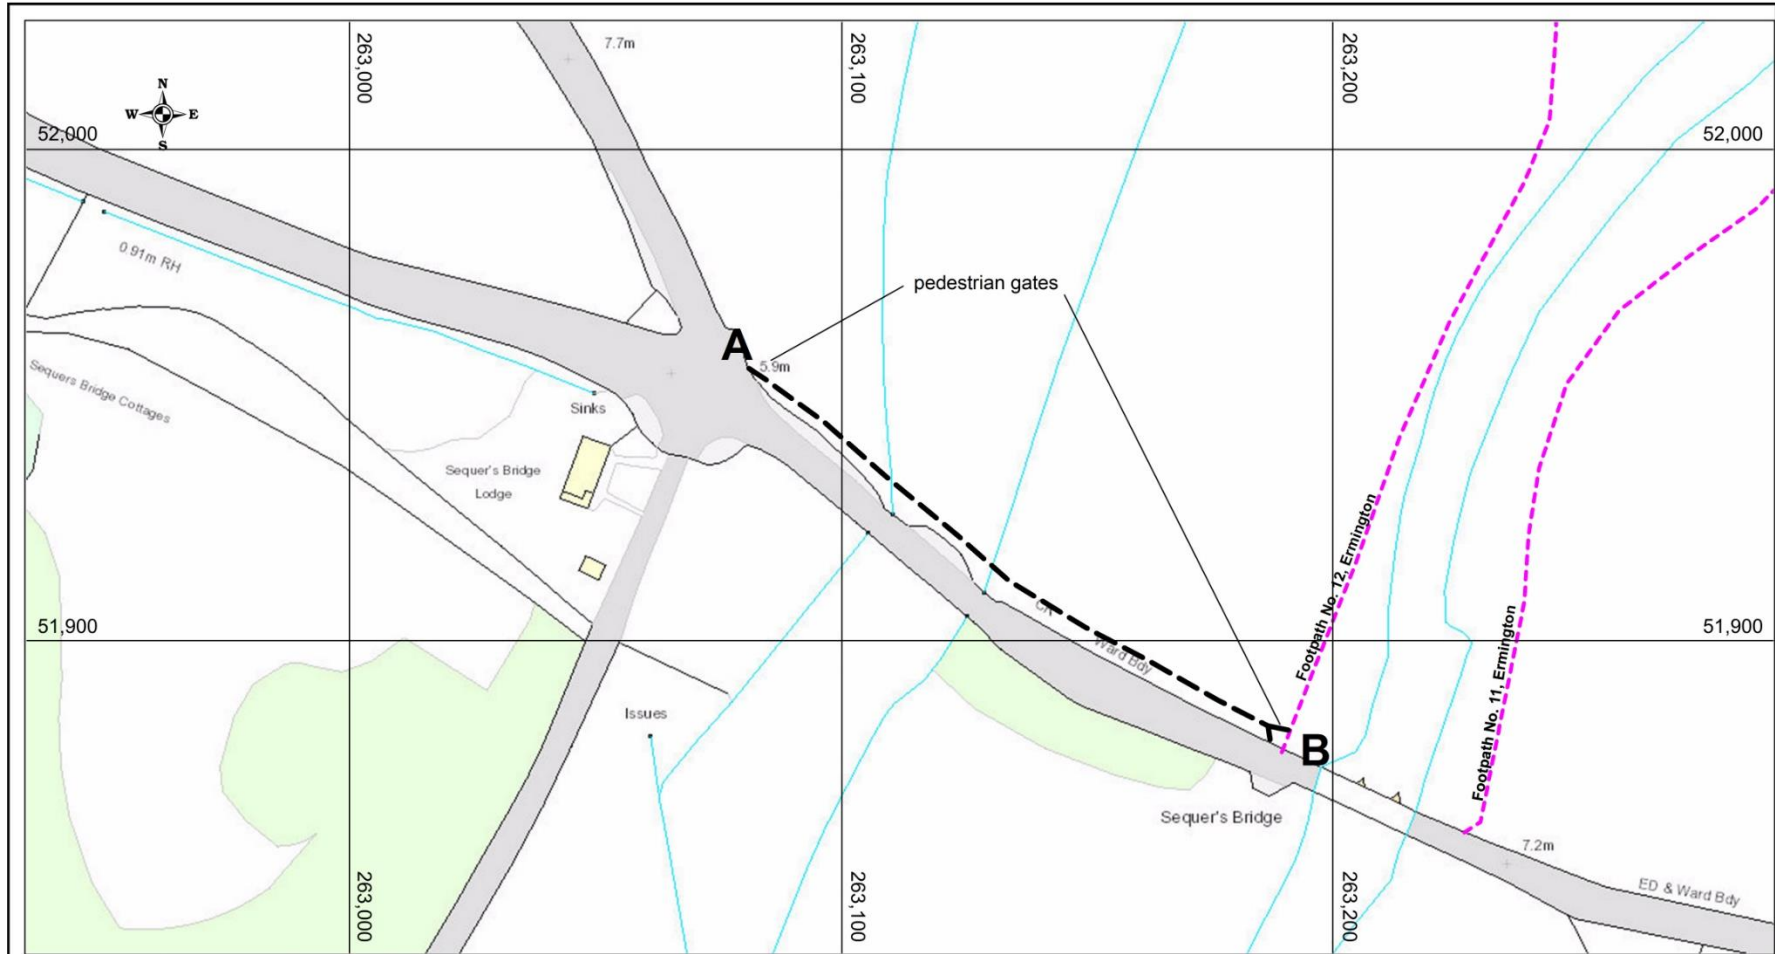 7.7m
263,000
263,100
263,200
N
W E
S
52,000
52,000
0.91m RH
pedestrian gates
A
5.9m
Sequers Bridge Cottages
Sinks
Sequer's Bridge
Lodge
CR
Ward Bdy
Footpath No. 12, Ermington
Footpath No. 11, Ermington
51,900
51,900
Issues
B
Sequer's Bridge
7.2m
ED & Ward Bdy
263,000
263,100
263,200